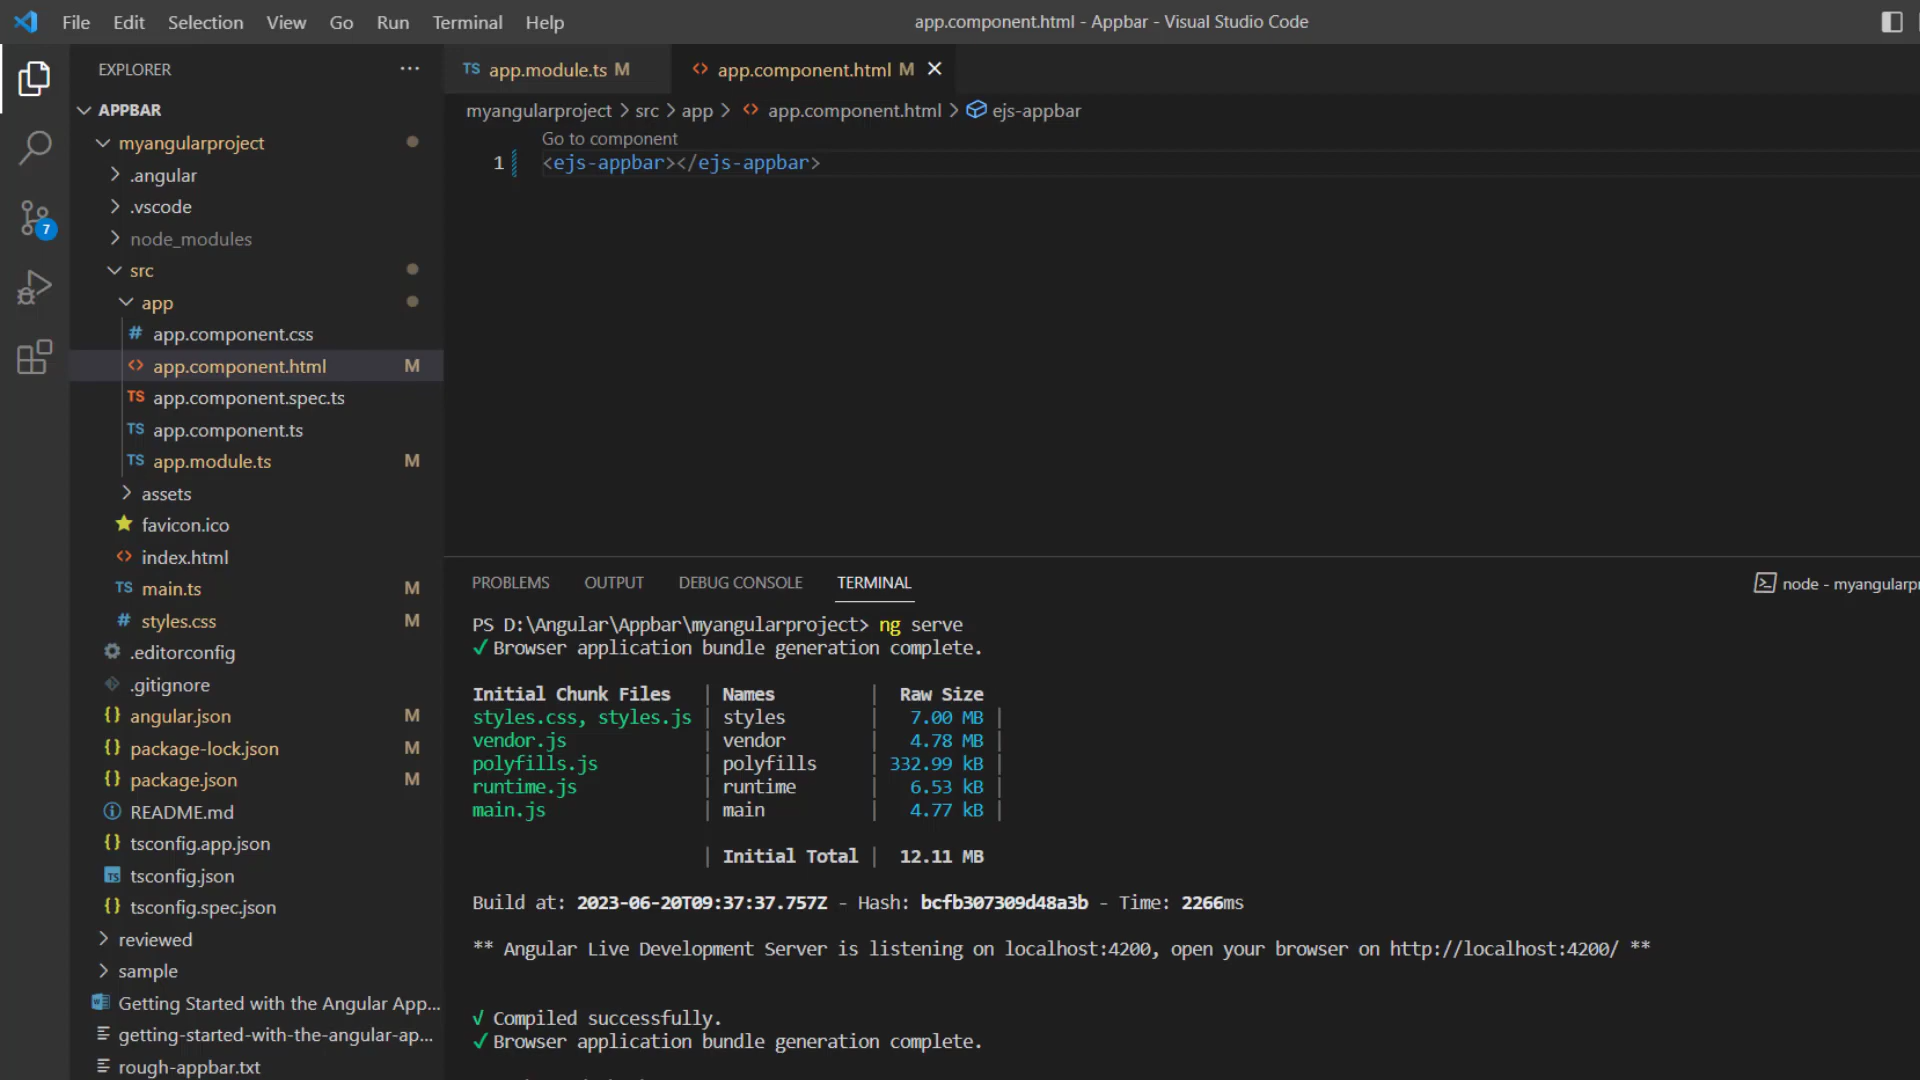 File Edit Selection View Go Run Terminal Help
app.component.html - Appbar - Visual Studio Code
EXPLORER
APPBAR
myangularproject
.angular
.vscode
node_modules
src
app
# app.component.css
<> app.component.html M
TS app.component.spec.ts
TS app.component.ts
TS app.module.ts M
assets
favicon.ico
<> index.html
TS main.ts M
# styles.css M
.editorconfig
.gitignore
{} angular.json M
{} package-lock.json M
{} package.json M
README.md
{} tsconfig.app.json
TS tsconfig.json
{} tsconfig.spec.json
reviewed
sample
Getting Started with the Angular App...
getting-started-with-the-angular-ap...
rough-appbar.txt
7
TS app.module.ts M
<> app.component.html M
myangularproject > src > app > <> app.component.html > ejs-appbar
Go to component
1 <ejs-appbar></ejs-appbar>
PROBLEMS OUTPUT DEBUG CONSOLE TERMINAL
node - myangularpr
PS D:\Angular\Appbar\myangularproject> ng serve
✓ Browser application bundle generation complete.
Initial Chunk Files | Names | Raw Size
styles.css, styles.js | styles | 7.00 MB |
vendor.js | vendor | 4.78 MB |
polyfills.js | polyfills | 332.99 kB |
runtime.js | runtime | 6.53 kB |
main.js | main | 4.77 kB |
| Initial Total | 12.11 MB
Build at: 2023-06-20T09:37:37.757Z - Hash: bcfb307309d48a3b - Time: 2266ms
** Angular Live Development Server is listening on localhost:4200, open your browser on http://localhost:4200/ **
√ Compiled successfully.
✓ Browser application bundle generation complete.